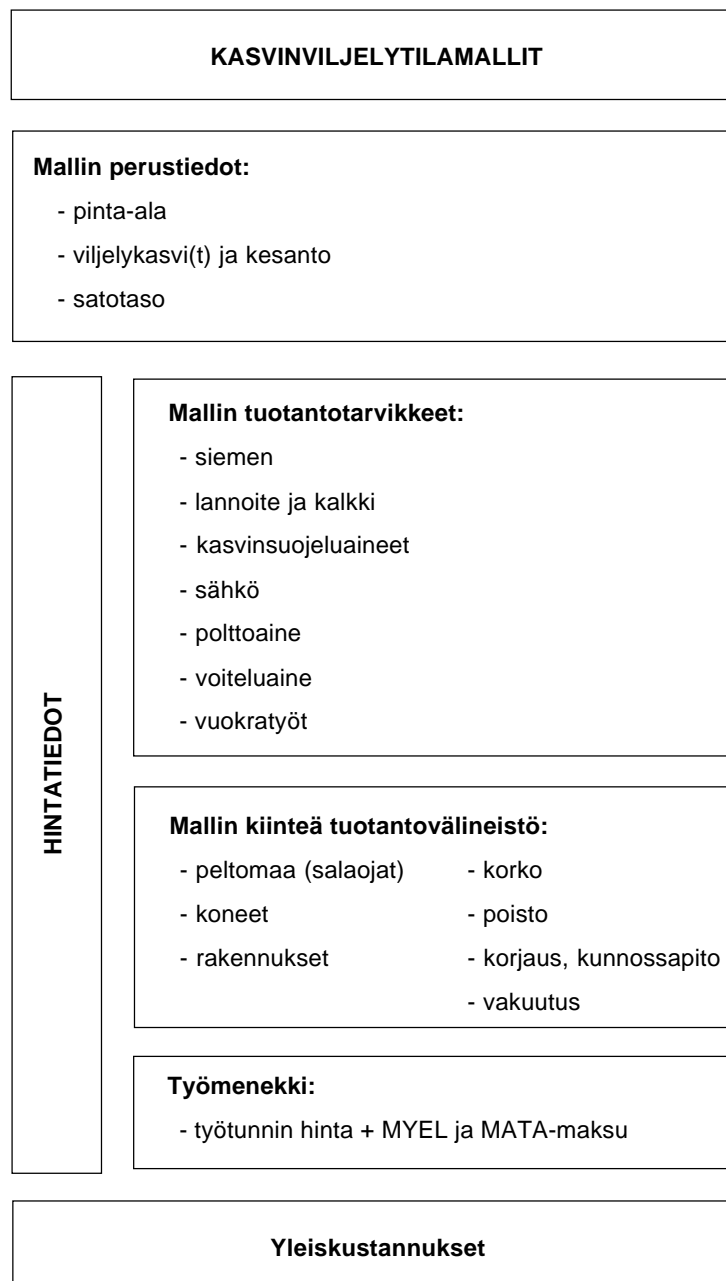 KASVINVILJELYTILAMALLIT
Mallin perustiedot:
- pinta-ala
- viljelykasvi(t) ja kesanto
- satotaso
HINTATIEDOT
Mallin tuotantotarvikkeet:
- siemen
- lannoite ja kalkki
- kasvinsuojeluaineet
- sähkö
- polttoaine
- voiteluaine
- vuokratyöt
Mallin kiinteä tuotantovälineistö:
- peltomaa (salaojat) - korko
- koneet - poisto
- rakennukset - korjaus, kunnossapito
- vakuutus
Työmenekki:
- työtunnin hinta + MYEL ja MATA-maksu
Yleiskustannukset